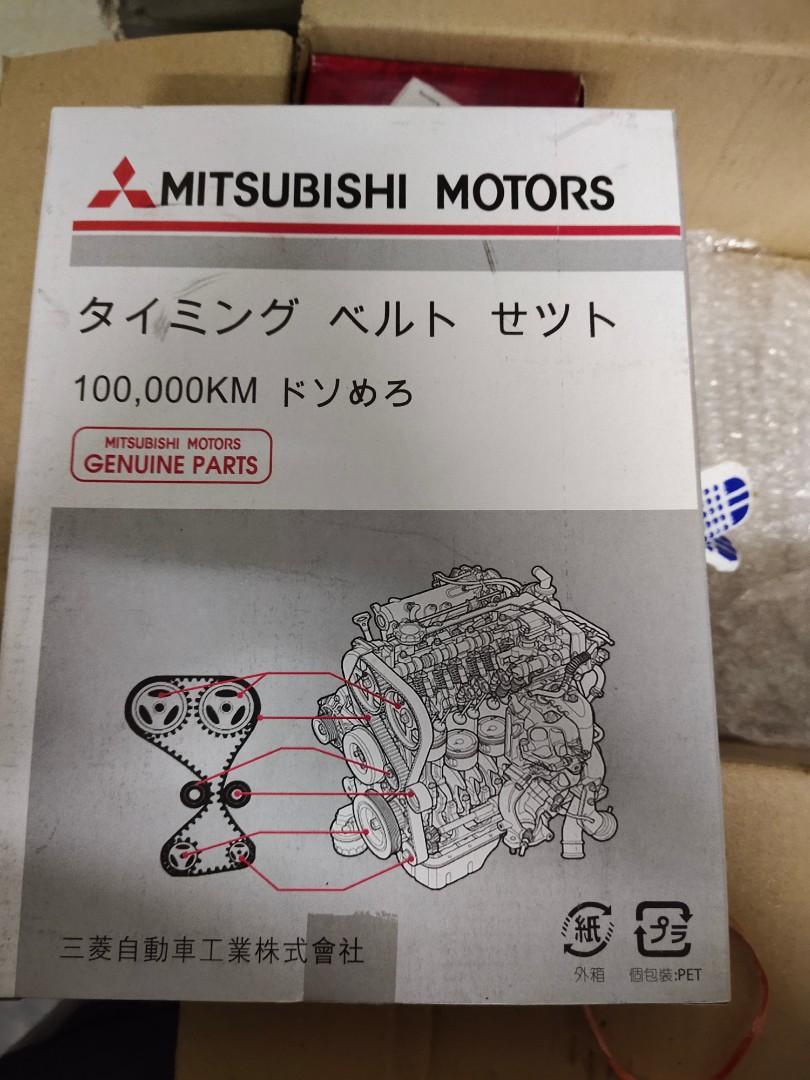 MITSUBISHI MOTORS
タイミング ベルト せツト
100,000KM ドソめろ
MITSUBISHI MOTORS
GENUINE PARTS
三菱自動車工業株式會社
紙
プラ
外箱
個包裝:PET